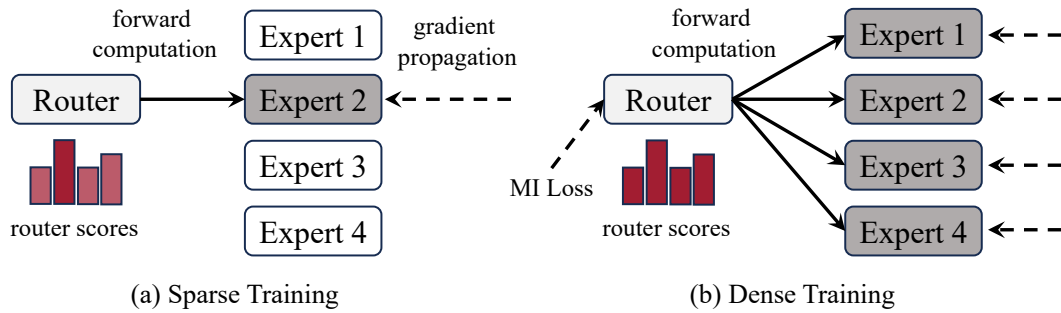 forward
computation
Expert 1
gradient
propagation
Router
Expert 2
Expert 3
router scores
Expert 4
(a) Sparse Training
forward
computation
Expert 1
Router
Expert 2
MI Loss
Expert 3
router scores
Expert 4
(b) Dense Training